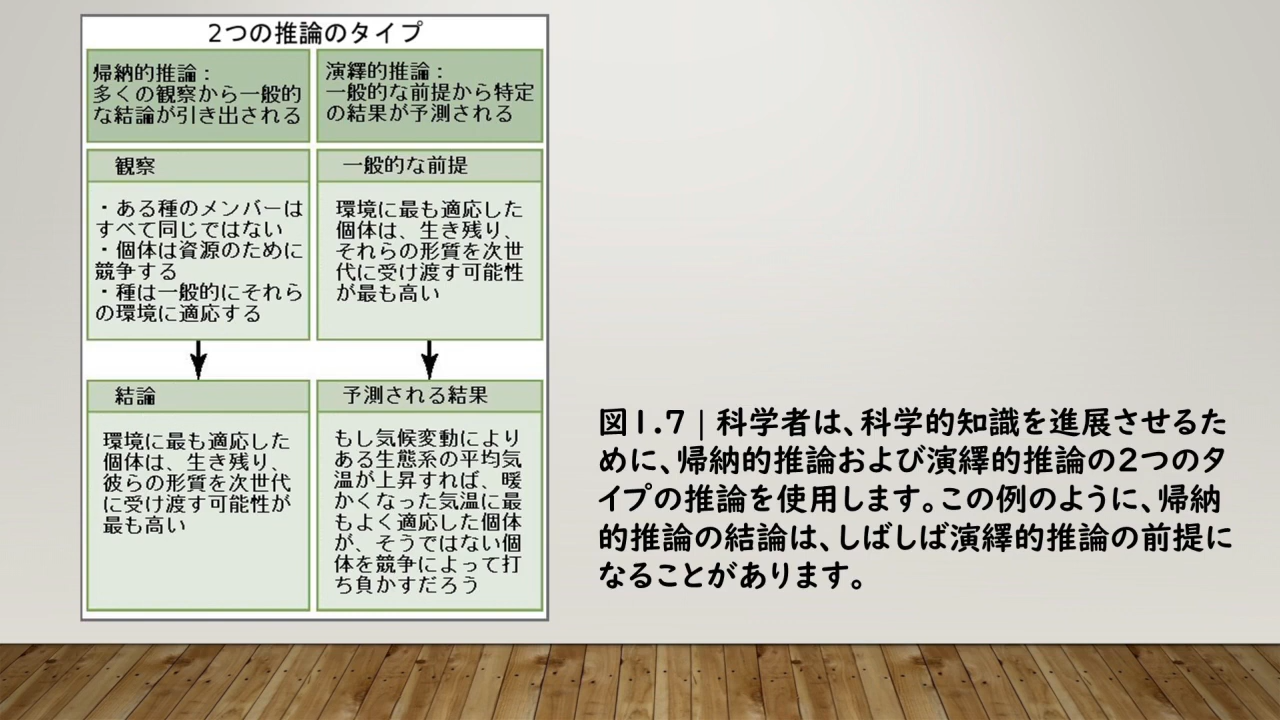 2つの推論のタイプ
帰納的推論：
多くの観察から一般的
な結論が引き出される
演繹的推論：
一般的な前提から特定
の結果が予測される
観察
・ある種のメンバーは
すべて同じではない
・個体は資源のために
競争する
・種は一般的にそれら
の環境に適応する
一般的な前提
環境に最も適応した
個体は、生き残り、
それらの形質を次世
代に受け渡す可能性
が最も高い
結論
環境に最も適応した
個体は、生き残り、
彼らの形質を次世代
に受け渡す可能性が
最も高い
予測される結果
もし気候変動により
ある生態系の平均気
温が上昇すれば、暖
かくなった気温に最
もよく適応した個体
が、そうではない個
体を競争によって打
ち負かすだろう
図1.7 | 科学者は、科学的知識を進展させるた
めに、帰納的推論および演繹的推論の2つのタ
イプの推論を使用します。この例のように、帰納
的推論の結論は、しばしば演繹的推論の前提に
なることがあります。